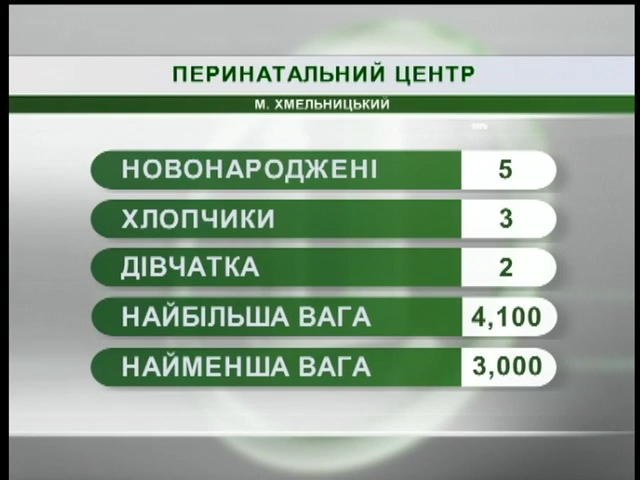 ПЕРИНАТАЛЬНИЙ ЦЕНТР
М. ХМЕЛЬНИЦЬКИЙ
НОВОНАРОДЖЕНІ 5
ХЛОПЧИКИ 3
ДІВЧАТКА 2
НАЙБІЛЬША ВАГА 4,100
НАЙМЕНША ВАГА 3,000